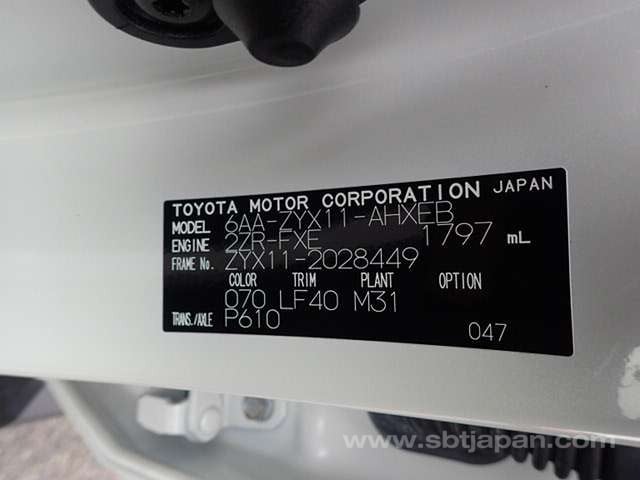 TOYOTA MOTOR CORPORATION JAPAN
MODEL 6AA-ZYX11-AHXEB
ENGINE 2ZR-FXE 1797 mL
FRAME No. ZYX11-2028449
COLOR TRIM PLANT OPTION
070 LF40 M31
TRANS./AXLE P610
047
www.sbtjapan.com